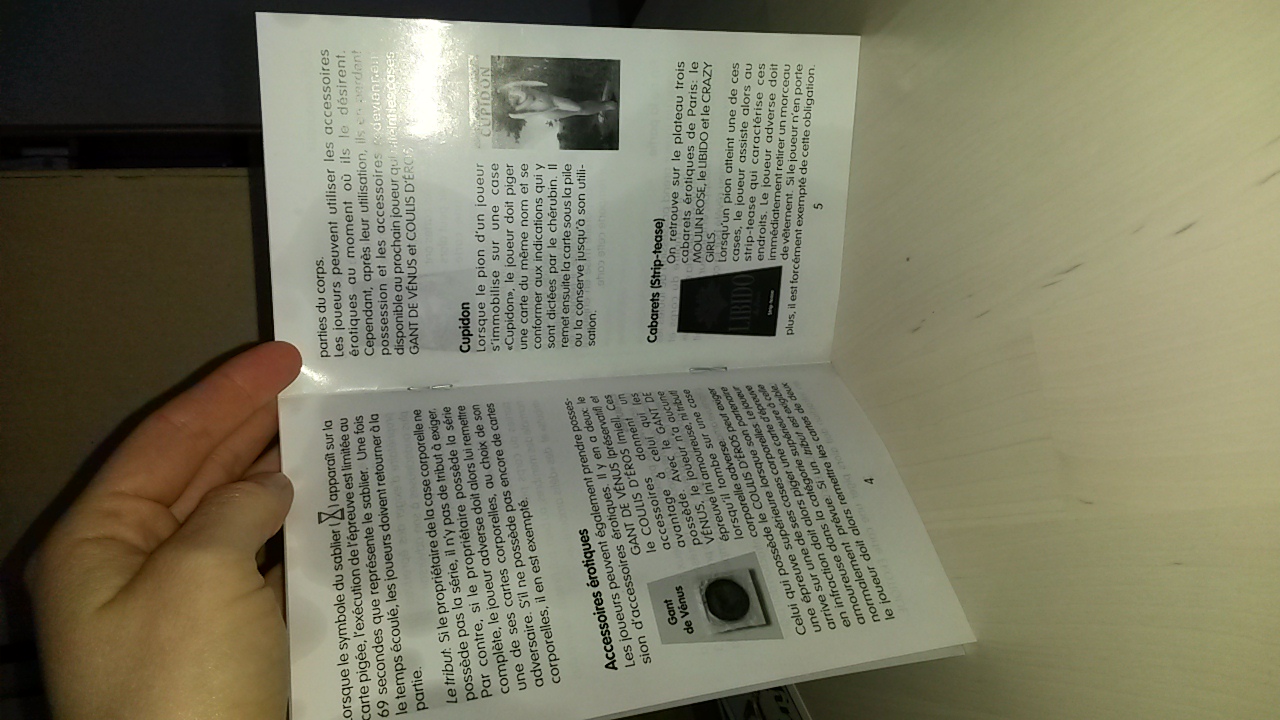 Lorsque le symbole du sablier ( ) apparaît sur la
carte pigée, l'exécution de l'épreuve est limitée au
69 secondes que représente le sablier. Une fois
le temps écoulé, les joueurs doivent retourner à la
partie.
Le tribut: Si le propriétaire de la case corporelle ne
possède pas la série, il n'y pas de tribut à exiger.
Par contre, si le propriétaire possède la série
complète, le joueur adverse doit alors lui remettre
une de ses cartes corporelles, au choix de son
adversaire. S'il ne possède pas encore de cartes
corporelles, il en est exempté.
Accessoires érotiques
Les joueurs peuvent également prendre posses-
sion d'accessoires érotiques. Il y en a deux: le
GANT DE VÉNUS (préservatif) et
le COULIS D'ÉROS (miel). Ces
accessoires donnent un
avantage à celui qui les
possède. Avec le GANT DE
VÉNUS, le joueur n'a aucune
épreuve (ni amoureuse, ni tribut)
lorsqu'il tombe sur une case
corporelle adverse.
Gant
de Vénus
Celui qui possède le COULIS D'ÉROS peut exiger
une épreuve supérieure lorsque son partenaire
arrive sur une de ses cases corporelles. Le joueur
en infraction doit alors piger une carte d'épreuve
amoureuse dans la catégorie supérieure à celle
normalement prévue. Si un tribut est exigible,
le joueur doit alors remettre les cartes de deux
4
parties du corps.
Les joueurs peuvent utiliser les accessoires
érotiques au moment où ils le désirent.
Cependant, après leur utilisation, ils en perdent
possession et les accessoires redeviennent
disponible au prochain joueur qui atteint les cases
GANT DE VÉNUS et COULIS D'ÉROS.
Cupidon
Lorsque le pion d'un joueur
s'immobilise sur une case
«Cupidon», le joueur doit piger
une carte du même nom et se
conformer aux indications qui y
sont dictées par le chérubin. Il
remet ensuite la carte sous la pile
ou la conserve jusqu'à son utili-
sation.
CUPIDON
Cabarets (Strip-tease)
On retrouve sur le plateau trois
cabarets érotiques de Paris: le
MOULIN ROSE, le LIBIDO et le CRAZY
GIRLS.
Lorsqu'un pion atteint une de ces
cases, le joueur assiste alors au
strip-tease qui caractérise ces
endroits. Le joueur adverse doit
immédiatement retirer un morceau
de vêtement. Si le joueur n'en porte
plus, il est forcément exempté de cette obligation.
LIBIDO
Strip-tease
5